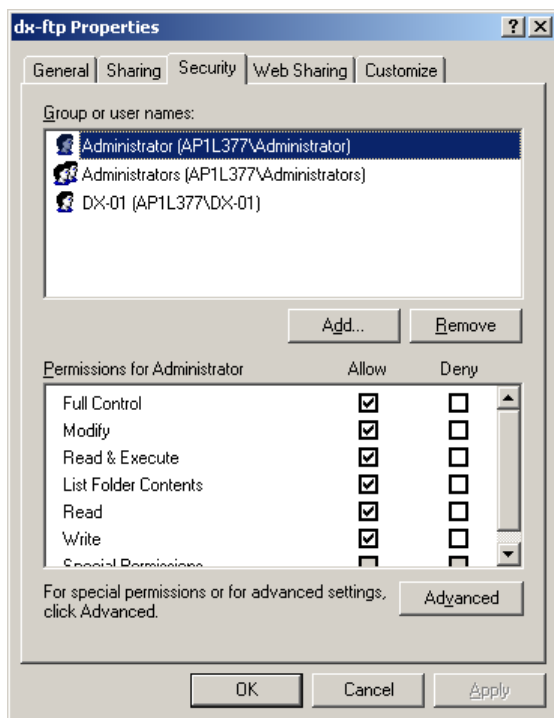 dx-ftp Properties
General Sharing Security Web Sharing Customize
Group or user names:
Administrator (AP1L377\Administrator)
Administrators (AP1L377\Administrators)
DX-01 (AP1L377\DX-01)
Add... Remove
Permissions for Administrator Allow Deny
Full Control
Modify
Read & Execute
List Folder Contents
Read
Write
Special Permissions
For special permissions or for advanced settings,
click Advanced.
Advanced
OK Cancel Apply